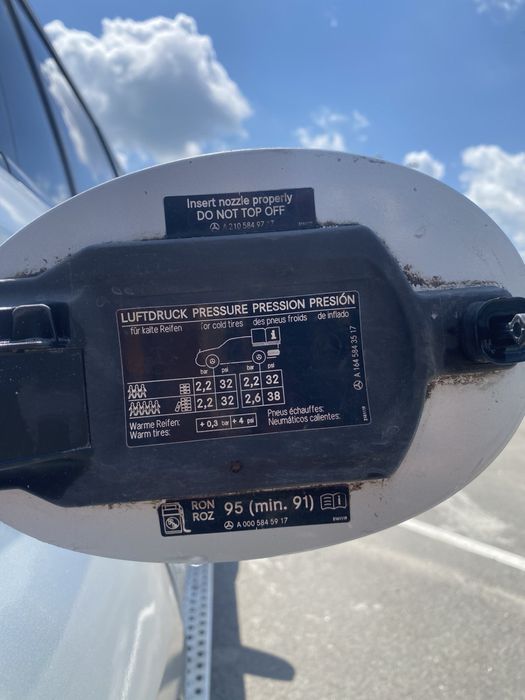 Insert nozzle properly
DO NOT TOP OFF
A 210 584 97 17
LUFTDRUCK PRESSURE PRESSION PRESIÓN
für kalte Reifen for cold tires des pneus froids de inflado
i
bar psi bar psi
2,2 32 2,2 32
2,2 32 2,6 38
Warme Reifen: Pneus échauffes:
Warm tires: + 0,3 bar + 4 psi Neumáticos calientes:
A 164 584 35 17
RON
ROZ 95 (min. 91) i
A 000 584 59 17